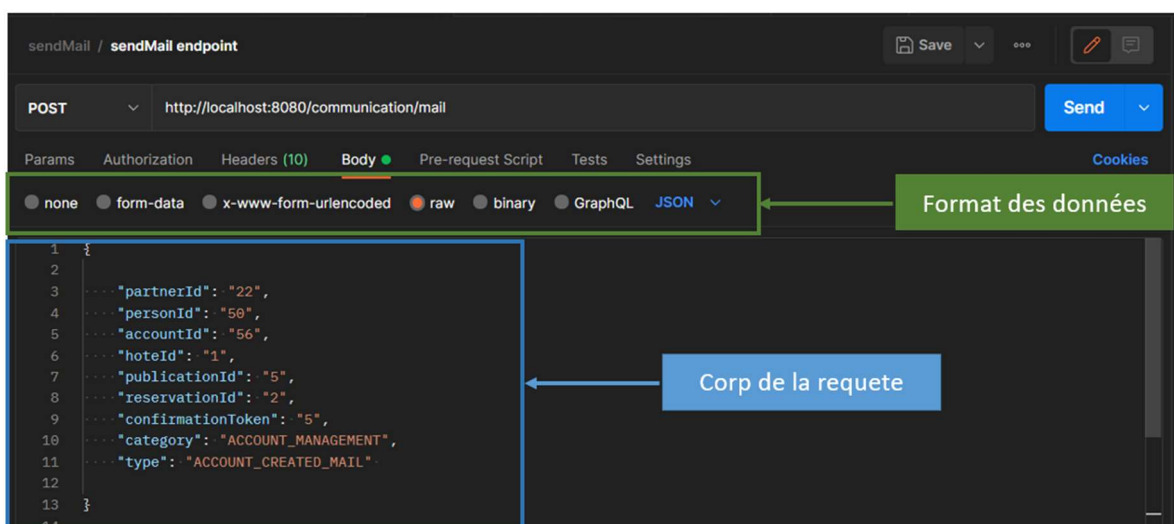 sendMail / sendMail endpoint Save ooo
POST http://localhost:8080/communication/mail Send
Params Authorization Headers (10) Body Pre-request Script Tests Settings Cookies
none form-data x-www-form-urlencoded raw binary GraphQL JSON Format des données
1 {
2
3 "partnerId": "22",
4 "personId": "50",
5 "accountId": "56",
6 "hoteId": "1",
7 "publicationId": "5",
8 "reservationId": "2",
9 "confirmationToken": "5",
10 "category": "ACCOUNT_MANAGEMENT",
11 "type": "ACCOUNT_CREATED_MAIL"
12
13 }
14
Corp de la requete